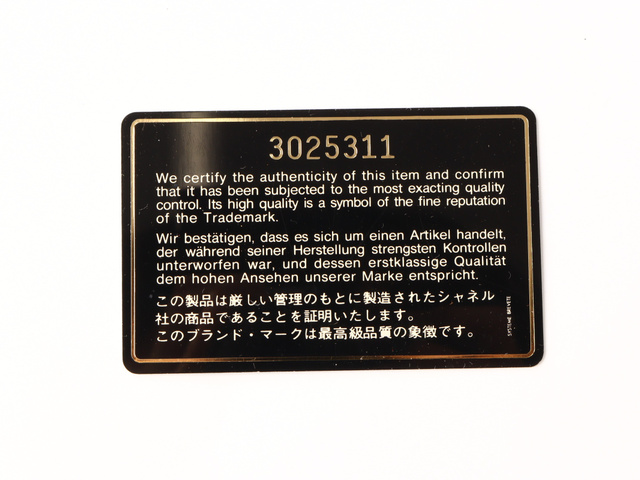 3025311
We certify the authenticity of this item and confirm
that it has been subjected to the most exacting quality
control. Its high quality is a symbol of the fine reputation
of the Trademark.
Wir bestätigen, dass es sich um einen Artikel handelt,
der während seiner Herstellung strengsten Kontrollen
unterworfen war, und dessen erstklassige Qualität
dem hohen Ansehen unserer Marke entspricht.
この製品は厳しい管理のもとに製造されたシャネル
社の商品であることを証明いたします。
このブランド・マークは最高級品質の象徴です。
SYSTEME BREVETE